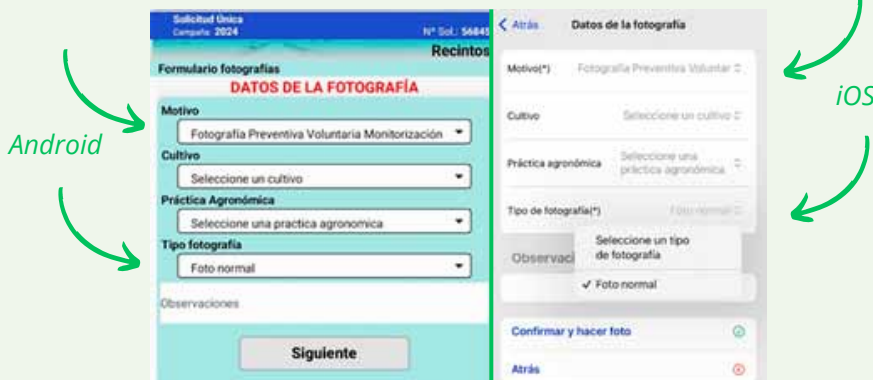 Android
Solicitud Única
Campaña: 2024
Nº Sol.: 56845
Recintos
Formulario fotografías
DATOS DE LA FOTOGRAFÍA
Motivo
Fotografía Preventiva Voluntaria Monitorización
Cultivo
Seleccione un cultivo
Práctica Agronómica
Seleccione una practica agronomica
Tipo fotografía
Foto normal
Observaciones
Siguiente
Atrás
Datos de la fotografía
Motivo(*)
Fotografía Preventiva Voluntar
Cultivo
Seleccione un cultivo
Práctica agronómica
Seleccione una
práctica agronómica
Tipo de fotografía(*)
Foto normal
Observaci
Seleccione un tipo
de fotografía
✓ Foto normal
Confirmar y hacer foto
Atrás
iOS